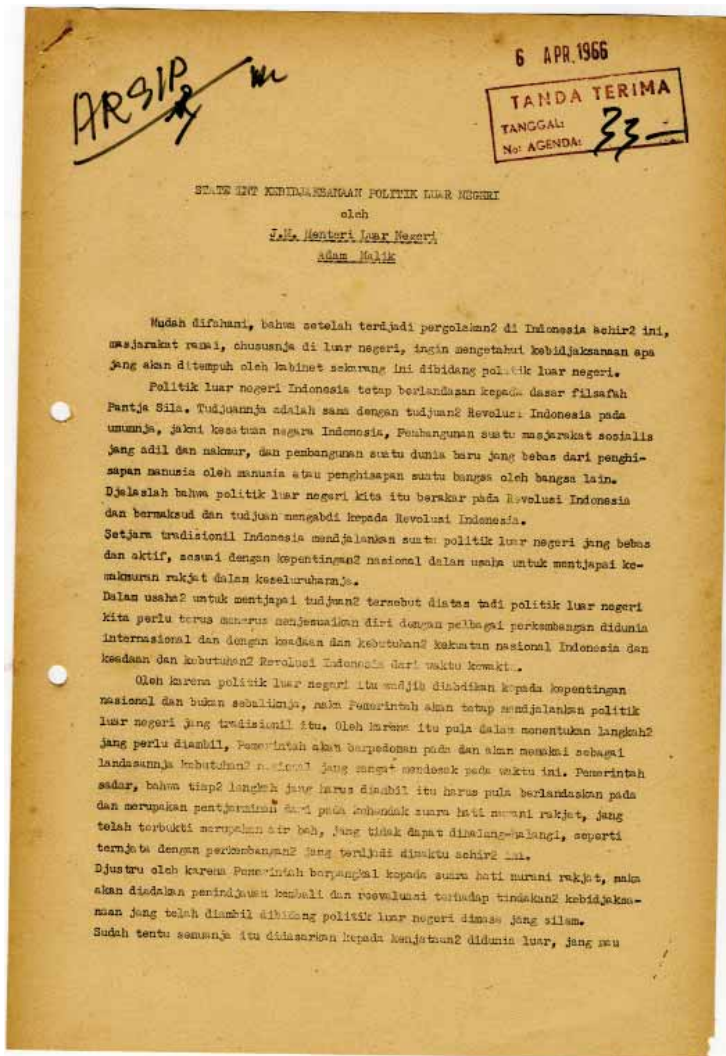 ARSIP
6 APR. 1966
TANDA TERIMA
TANGGAL:
No: AGENDA: 33 —
STATEMENT KEBIDJAKSANAAN POLITIK LUAR NEGERI
oleh
J.M. Menteri Luar Negeri
Adam Malik
Mudah difahami, bahwa setelah terdjadi pergolakan2 di Indonesia achir2 ini,
masjarakat ramai, chususnja di luar negeri, ingin mengetahui kebidjaksanaan apa
jang akan ditempuh oleh kabinet sekarang ini dibidang politik luar negeri.
Politik luar negeri Indonesia tetap berlandasan kepada dasar filsafah
Pantja Sila. Tudjuannja adalah sama dengan tudjuan2 Revolusi Indonesia pada
umumnja, jakni kesatuan negara Indonesia, Pembangunan suatu masjarakat sosialis
jang adil dan makmur, dan pembangunan suatu dunia baru jang bebas dari penghi-
sapan manusia oleh manusia atau penghisapan suatu bangsa oleh bangsa lain.
Djelaslah bahwa politik luar negeri kita itu berakar pada Revolusi Indonesia
dan bermaksud dan tudjuan mengabdi kepada Revolusi Indonesia.
Setjara tradisionil Indonesia mendjalankan suatu politik luar negeri jang bebas
dan aktif, sesuai dengan kepentingan2 nasional dalam usaha untuk mentjapai ke-
makmuran rakjat dalam keseluruhannja.
Dalam usaha2 untuk mentjapai tudjuan2 tersebut diatas tadi politik luar negeri
kita perlu terus menerus menjesuaikan diri dengan pelbagai perkembangan didunia
internasional dan dengan keadaan dan kebutuhan2 kekuatan nasional Indonesia dan
keadaan dan kebutuhan2 Revolusi Indonesia dari waktu kewaktu.
Oleh karena politik luar negeri itu wadjib diabdikan kepada kepentingan
nasional dan bukan sebaliknja, maka Pemerintah akan tetap mendjalankan politik
luar negeri jang tradisionil itu. Oleh karena itu pula dalam menentukan langkah2
jang perlu diambil, Pemerintah akan berpedoman pada dan akan memakai sebagai
landasannja kebutuhan2 nasional jang sangat mendesak pada waktu ini. Pemerintah
sadar, bahwa tiap2 langkah jang harus diambil itu harus pula berlandaskan pada
dan merupakan pentjerminan dari pada kehendak suara hati nurani rakjat, jang
telah terbukti merupakan air bah, jang tidak dapat dihalang-halangi, seperti
ternjata dengan perkembangan2 jang terdjadi diwaktu achir2 ini.
Djustru oleh karena Pemerintah berpangkal kepada suara hati nurani rakjat, maka
akan diadakan penindjauan kembali dan reevaluasi terhadap tindakan2 kebidjaksa-
naan jang telah diambil dibidang politik luar negeri dimasa jang silam.
Sudah tentu semuanja itu didasarkan kepada kenjataan2 didunia luar, jang mau